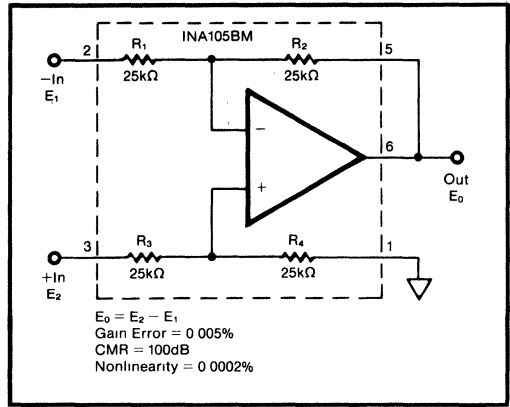 INA105BM
2 R₁ R₂ 5
25kΩ 25kΩ
–In
E₁
−
6
+
Out
E₀
3 R₃ R₄ 1
25kΩ 25kΩ
+In
E₂
E₀ = E₂ − E₁
Gain Error = 0 005%
CMR = 100dB
Nonlinearity = 0 0002%